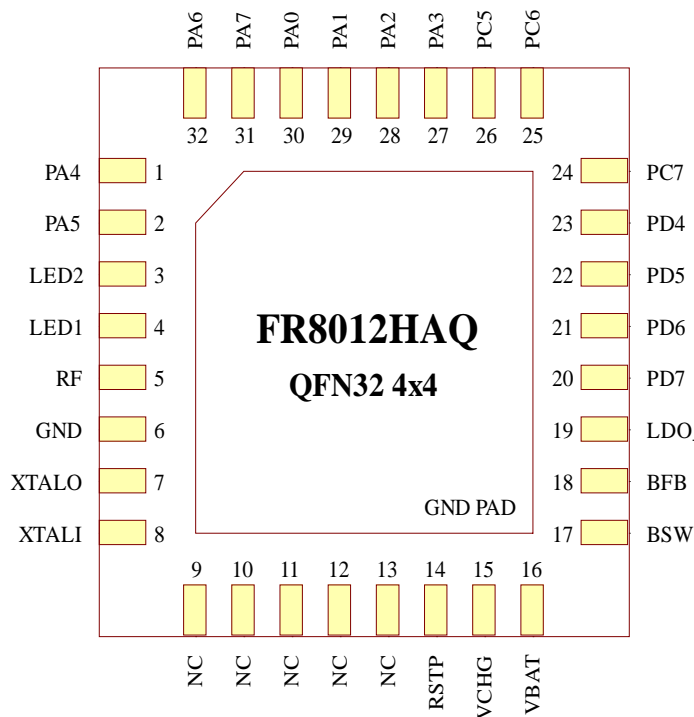 PA6 PA7 PA0 PA1 PA2 PA3 PC5 PC6
32 31 30 29 28 27 26 25
PA4 1 24 PC7
PA5 2 23 PD4
LED2 3 22 PD5
LED1 4 21 PD6
RF 5 20 PD7
GND 6 19 LDO
XTALO 7 18 BFB
XTALI 8 17 BSW
FR8012HAQ
QFN32 4x4
GND PAD
9 10 11 12 13 14 15 16
NC NC NC NC NC RSTP VCHG VBAT